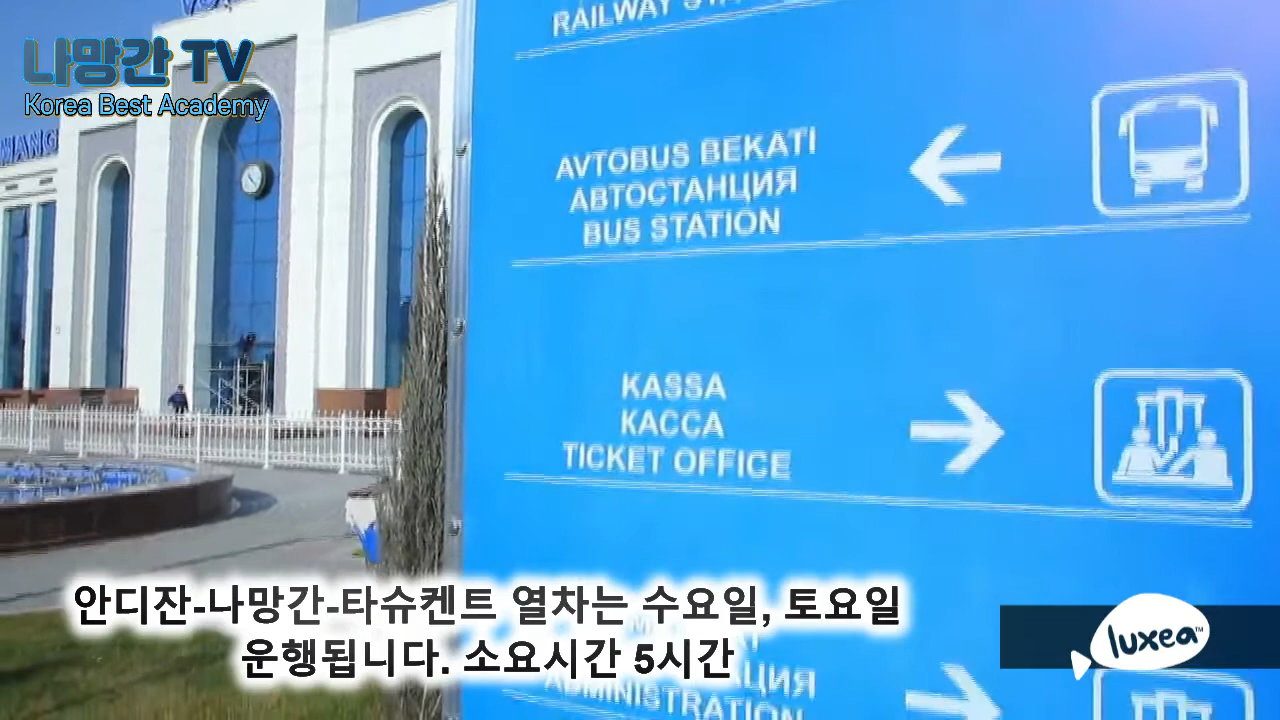 나망간 TV
Korea Best Academy
RAILWAY
AVTOBUS BEKATI
АВТОСТАНЦИЯ
BUS STATION
KASSA
КАССА
TICKET OFFICE
안디잔-나망간-타슈켄트 열차는 수요일, 토요일
운행됩니다. 소요시간 5시간
ADMINISTRATION
luxea™